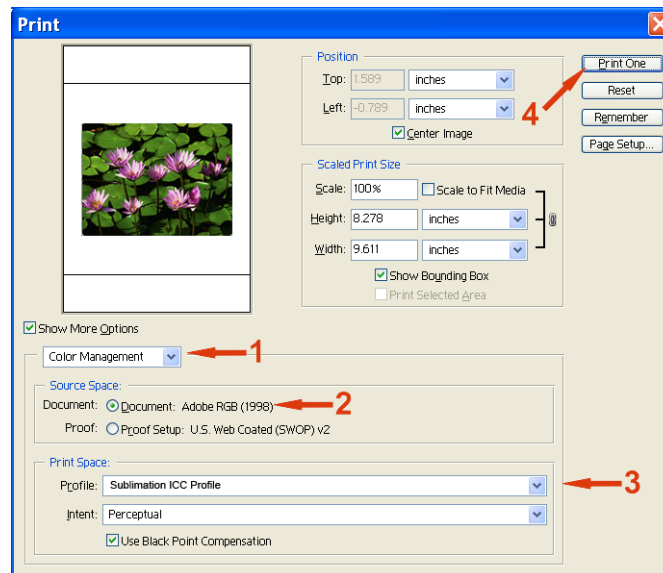 Print
Position
Top: 1.589 inches
Left: -0.789 inches
Center Image
Print One
Reset
Remember
Page Setup...
4
Scaled Print Size
Scale: 100% Scale to Fit Media
Height: 8.278 inches
Width: 9.611 inches
Show Bounding Box
Print Selected Area
Show More Options
Color Management 1
Source Space:
Document: Document: Adobe RGB (1998) 2
Proof: Proof Setup: U.S. Web Coated (SWOP) v2
Print Space:
Profile: Sublimation ICC Profile 3
Intent: Perceptual
Use Black Point Compensation